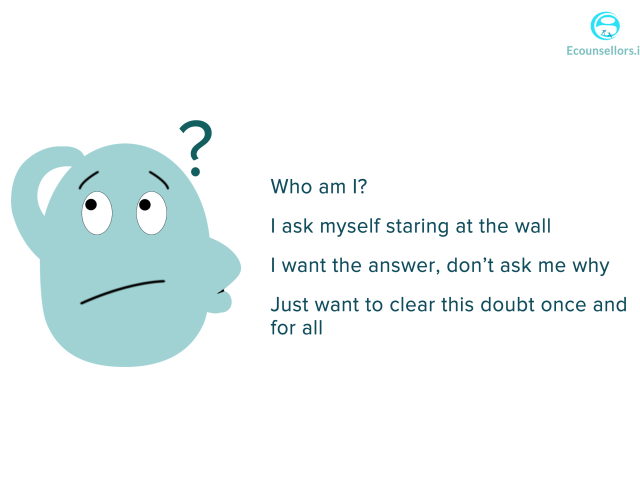 Ecounsellors.i
?
Who am I?
I ask myself staring at the wall
I want the answer, don’t ask me why
Just want to clear this doubt once and
for all